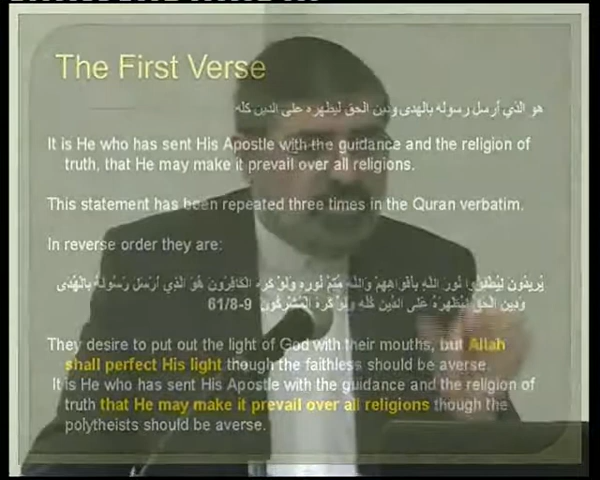 The First Verse
هو الذي أرسل رسوله بالهدى ودين الحق ليظهره على الدين كله
It is He who has sent His Apostle with the guidance and the religion of
truth, that He may make it prevail over all religions.
This statement has been repeated three times in the Quran verbatim.
In reverse order they are:
يُرِيدُونَ لِيُطْفِؤُوا نُورَ اللَّهِ بِأَفْوَاهِهِمْ وَاللَّهُ مُتِمُّ نُورِهِ وَلَوْ كَرِهَ الْكَافِرُونَ هُوَ الَّذِي أَرْسَلَ رَسُولَهُ بِالْهُدَى
وَدِينِ الْحَقِّ لِيُظْهِرَهُ عَلَى الدِّينِ كُلِّهِ وَلَوْ كَرِهَ الْمُشْرِكُونَ 61/8-9
They desire to put out the light of God with their mouths, but Allah
shall perfect His light though the faithless should be averse.
It is He who has sent His Apostle with the guidance and the religion of
truth that He may make it prevail over all religions though the
polytheists should be averse.